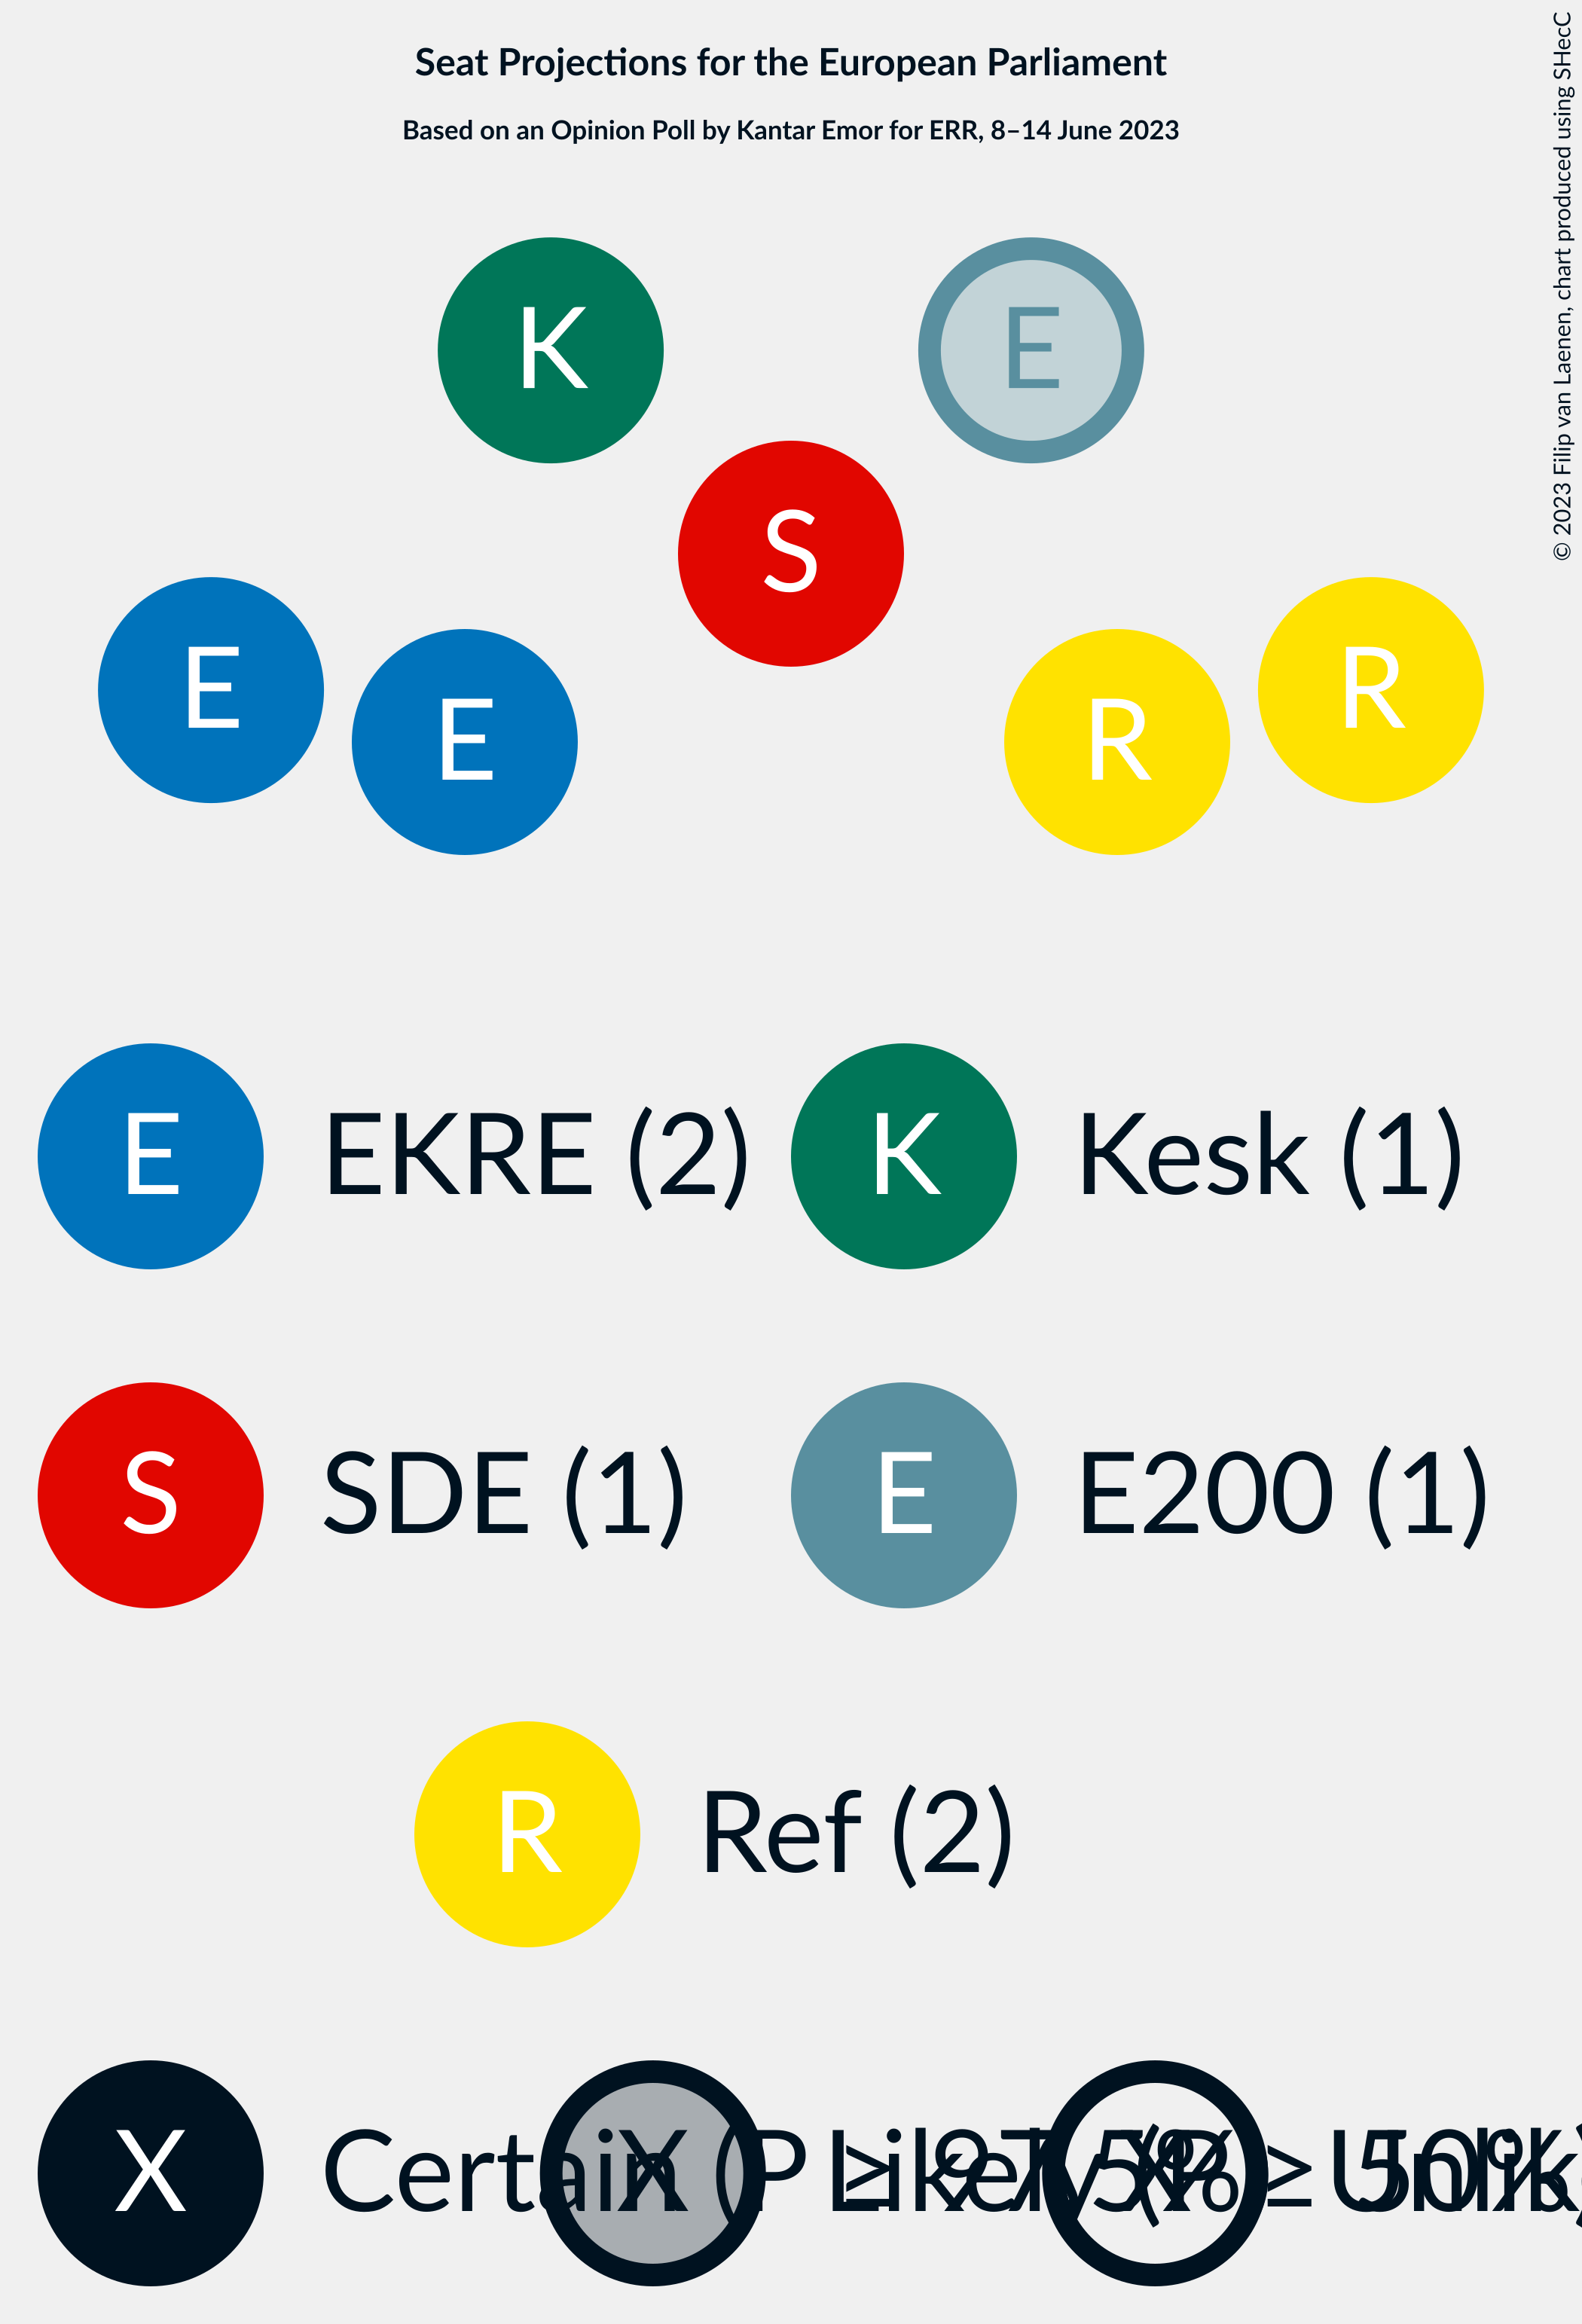 Seat Projections for the European Parliament
Based on an Opinion Poll by Kantar Emor for ERR, 8–14 June 2023
© 2023 Filip van Laenen, chart produced using SHecC
K
E
S
E
E
R
R
E EKRE (2)
K Kesk (1)
S SDE (1)
E E200 (1)
R Ref (2)
X Certain (P ≥
X Likely
X